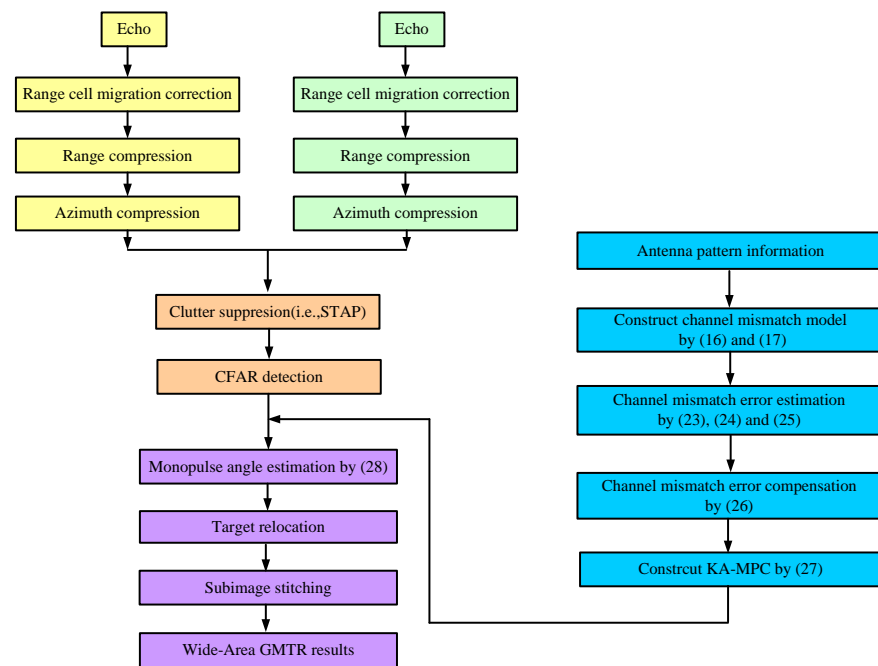 Echo
Range cell migration correction
Range compression
Azimuth compression
Echo
Range cell migration correction
Range compression
Azimuth compression
Clutter suppresion(i.e.,STAP)
CFAR detection
Monopulse angle estimation by (28)
Target relocation
Subimage stitching
Wide-Area GMTR results
Antenna pattern information
Construct channel mismatch model
by (16) and (17)
Channel mismatch error estimation
by (23), (24) and (25)
Channel mismatch error compensation
by (26)
Constrcut KA-MPC by (27)